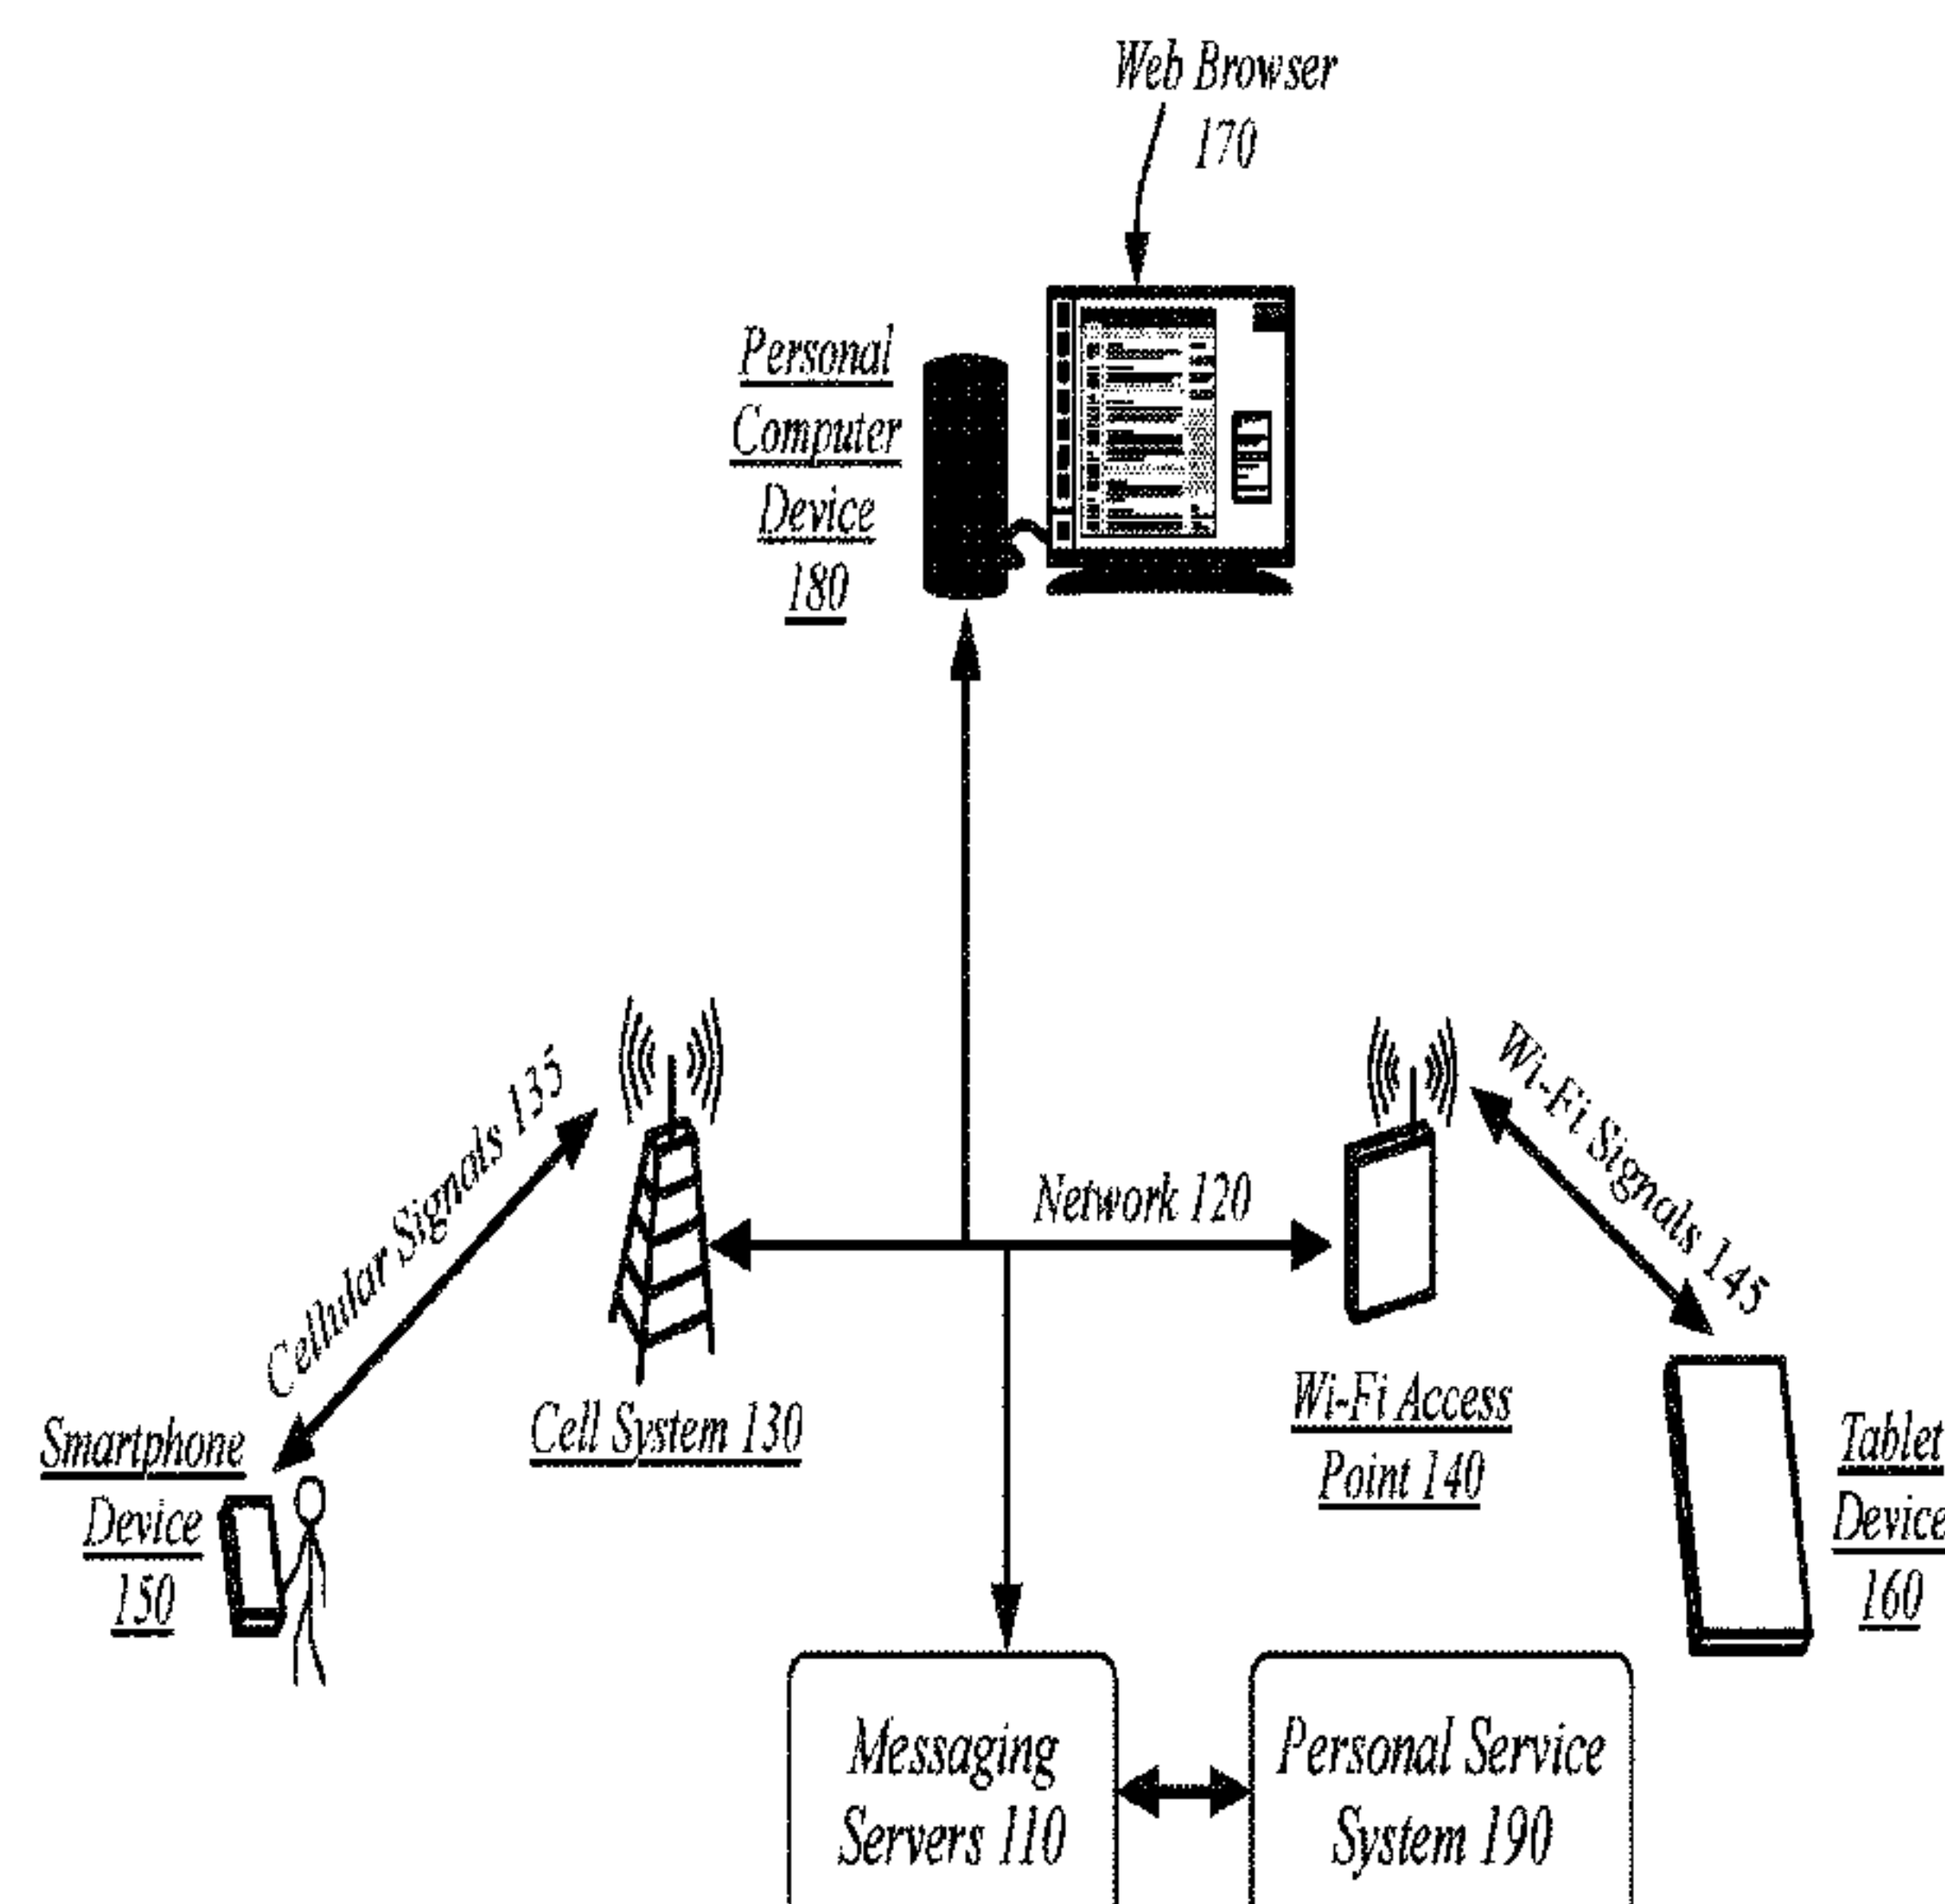 Web Browser
170
Personal
Computer
Device
180
Cellular Signals 135
Network 120
Wi-Fi Signals 145
Smartphone
Device
150
Cell System 130
Wi-Fi Access
Point 140
Tablet
Device
160
Messaging
Servers 110
Personal Service
System 190